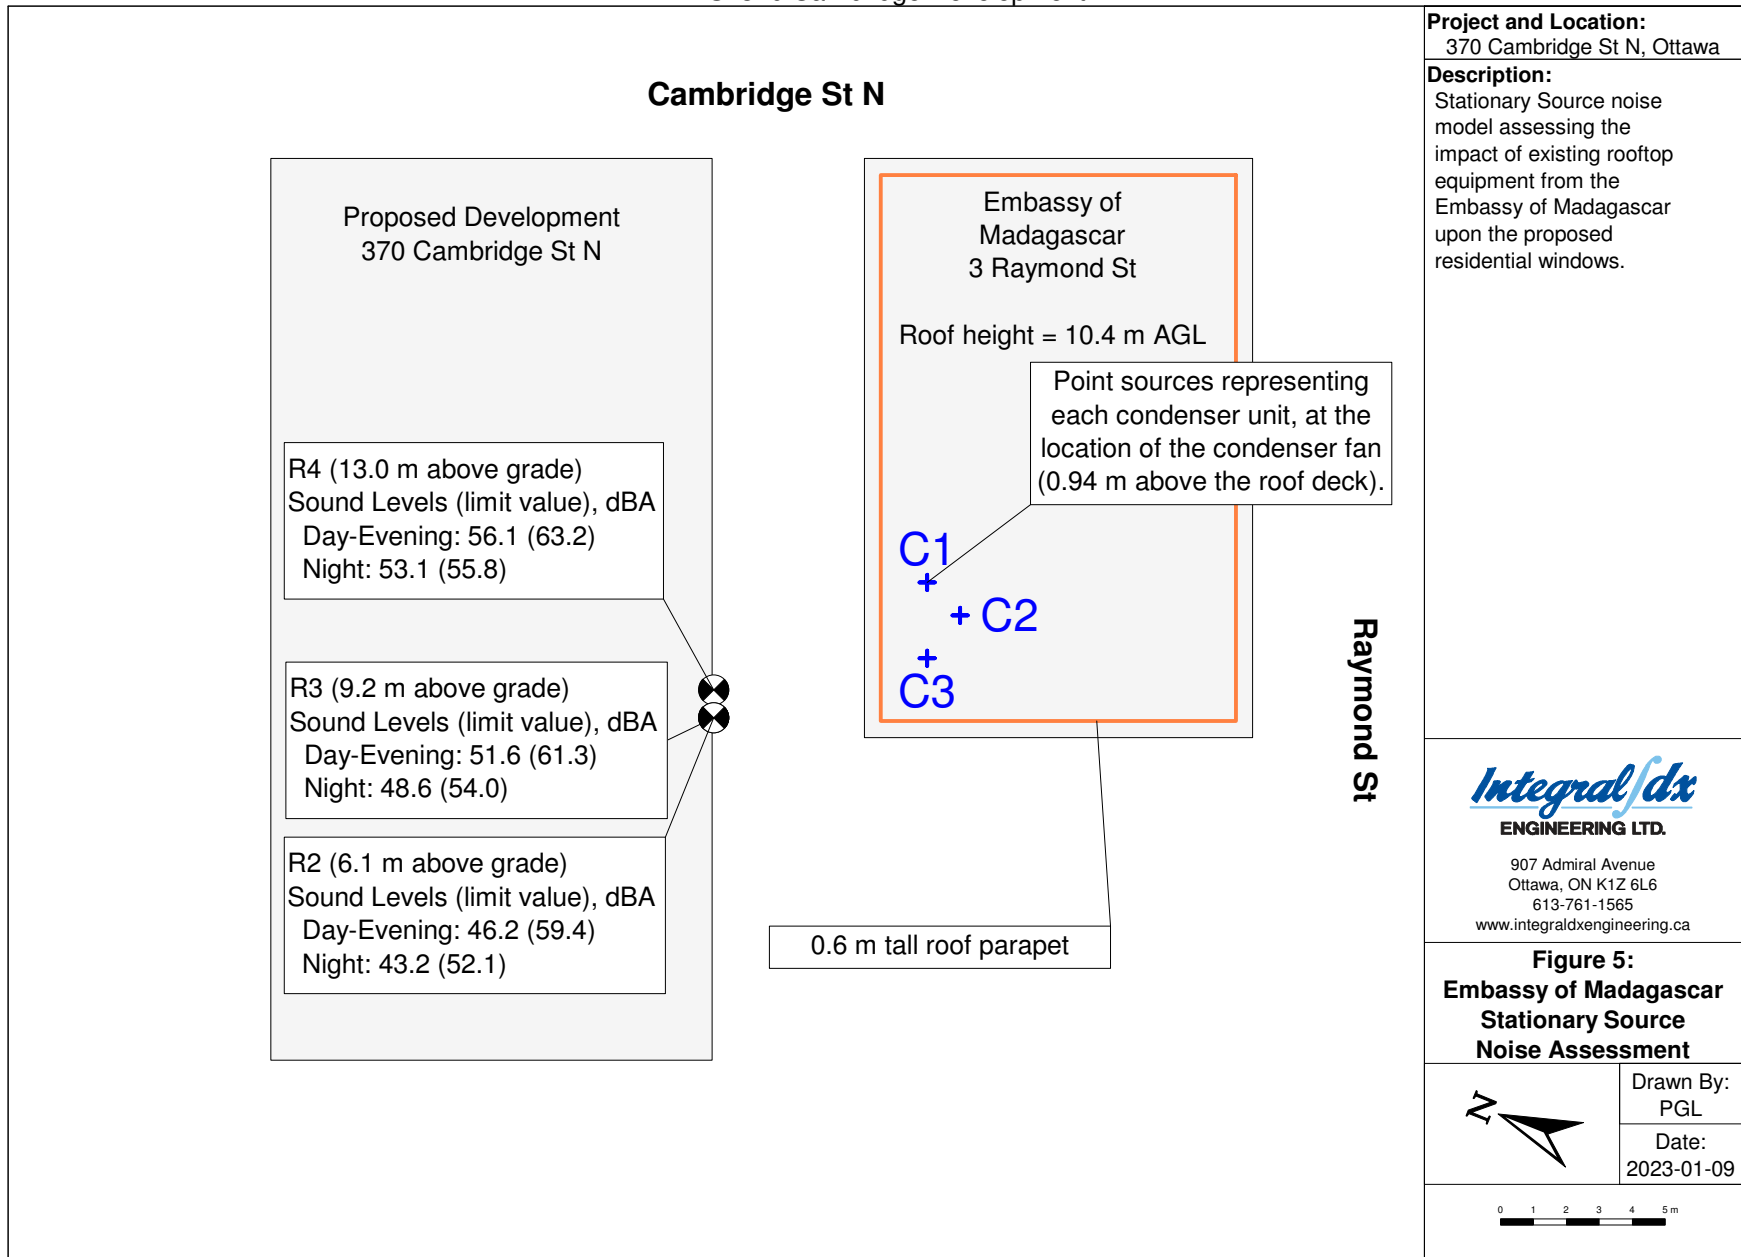 Cambridge St N
Proposed Development
370 Cambridge St N
Embassy of
Madagascar
3 Raymond St
Roof height = 10.4 m AGL
Point sources representing
each condenser unit, at the
location of the condenser fan
(0.94 m above the roof deck).
R4 (13.0 m above grade)
Sound Levels (limit value), dBA
Day-Evening: 56.1 (63.2)
Night: 53.1 (55.8)
C1
C2
C3
R3 (9.2 m above grade)
Sound Levels (limit value), dBA
Day-Evening: 51.6 (61.3)
Night: 48.6 (54.0)
R2 (6.1 m above grade)
Sound Levels (limit value), dBA
Day-Evening: 46.2 (59.4)
Night: 43.2 (52.1)
0.6 m tall roof parapet
Raymond St
Project and Location:
370 Cambridge St N, Ottawa
Description:
Stationary Source noise
model assessing the
impact of existing rooftop
equipment from the
Embassy of Madagascar
upon the proposed
residential windows.
Integral dx
ENGINEERING LTD.
907 Admiral Avenue
Ottawa, ON K1Z 6L6
613-761-1565
www.integraldxengineering.ca
Figure 5:
Embassy of Madagascar
Stationary Source
Noise Assessment
N
Drawn By:
PGL
Date:
2023-01-09
0 1 2 3 4 5 m